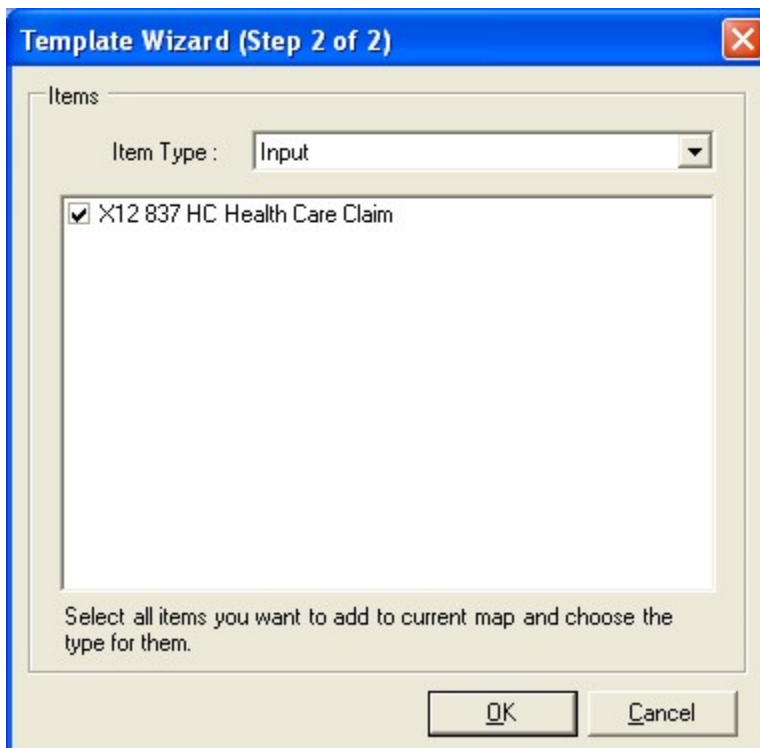 Template Wizard (Step 2 of 2)
Items
Item Type : Input
X12 837 HC Health Care Claim
Select all items you want to add to current map and choose the
type for them.
OK Cancel